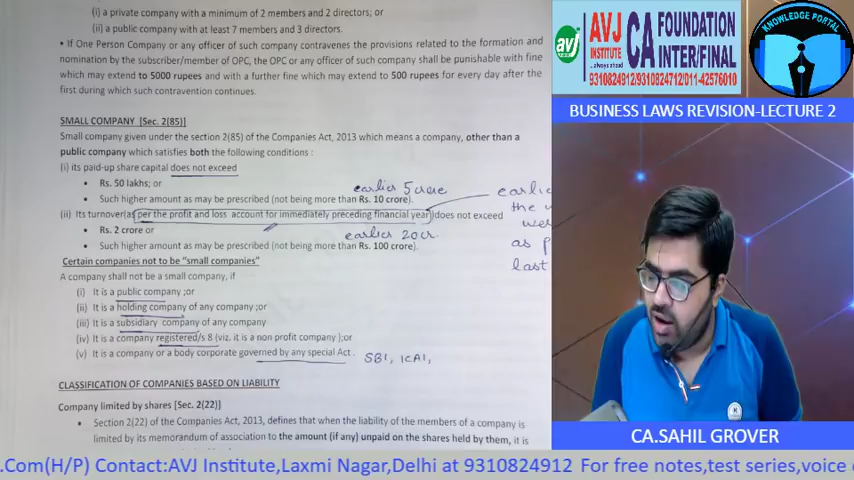 (i) a private company with a minimum of 2 members and 2 directors; or
(ii) a public company with at least 7 members and 3 directors.
• If One Person Company or any officer of such company contravenes the provisions related to the formation and
nomination by the subscriber/member of OPC, the OPC or any officer of such company shall be punishable with fine
which may extend to 5000 rupees and with a further fine which may extend to 500 rupees for every day after the
first during which such contravention continues.
SMALL COMPANY [Sec. 2(85)]
Small company given under the section 2(85) of the Companies Act, 2013 which means a company, other than a
public company which satisfies both the following conditions :
(i) its paid-up share capital does not exceed
• Rs. 50 lakhs; or
earlier 5 crore
• Such higher amount as may be prescribed (not being more than Rs. 10 crore).
(ii) Its turnover(as per the profit and loss account for immediately preceding financial year)does not exceed
• Rs. 2 crore or
earlier 20 cr.
• Such higher amount as may be prescribed (not being more than Rs. 100 crore).
the
as
last
Certain companies not to be "small companies"
A company shall not be a small company, if
(i) It is a public company ;or
(ii) It is a holding company of any company ;or
(iii) It is a subsidiary company of any company
(iv) It is a company registered/s 8 (viz. it is a non profit company );or
(v) It is a company or a body corporate governed by any special Act . SBI, ICAI,
CLASSIFICATION OF COMPANIES BASED ON LIABILITY
Company limited by shares [Sec. 2(22)]
• Section 2(22) of the Companies Act, 2013, defines that when the liability of the members of a company is
limited by its memorandum of association to the amount (if any) unpaid on the shares held by them, it is
avj
AVJ
INSTITUTE
...always ahead
CA FOUNDATION
INTER/FINAL
9310824912/9310824712/011-42576010
KNOWLEDGE PORTAL
BUSINESS LAWS REVISION-LECTURE 2
CA.SAHIL GROVER
.Com(H/P) Contact:AVJ Institute,Laxmi Nagar,Delhi at 9310824912 For free notes,test series,voice